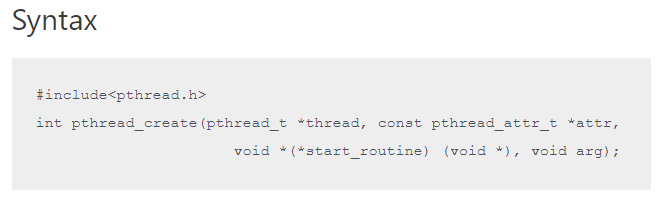 Syntax
#include<pthread.h>
int pthread_create(pthread_t *thread, const pthread_attr_t *attr,
void *(*start_routine) (void *), void arg);